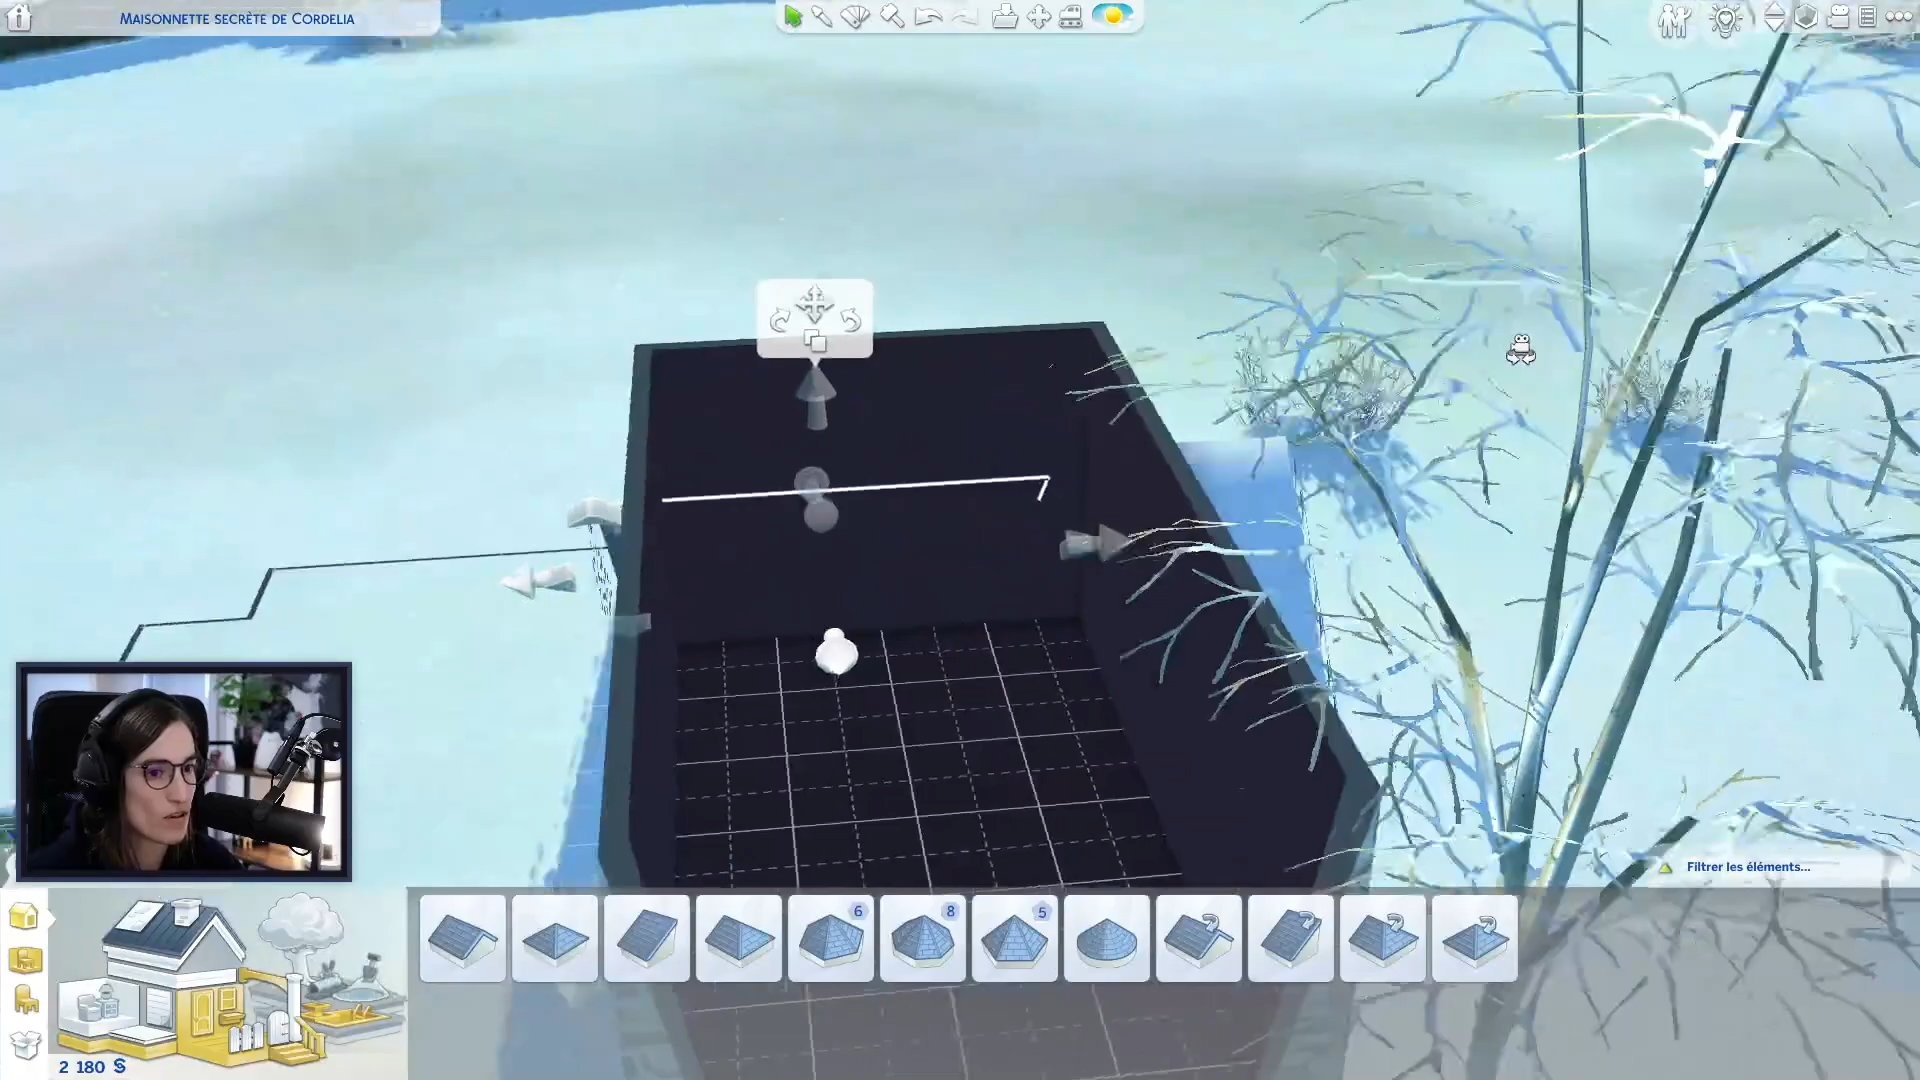 Maisonnette secrète de Cordelia
Filtrer les éléments...
6
8
5
2 180 §